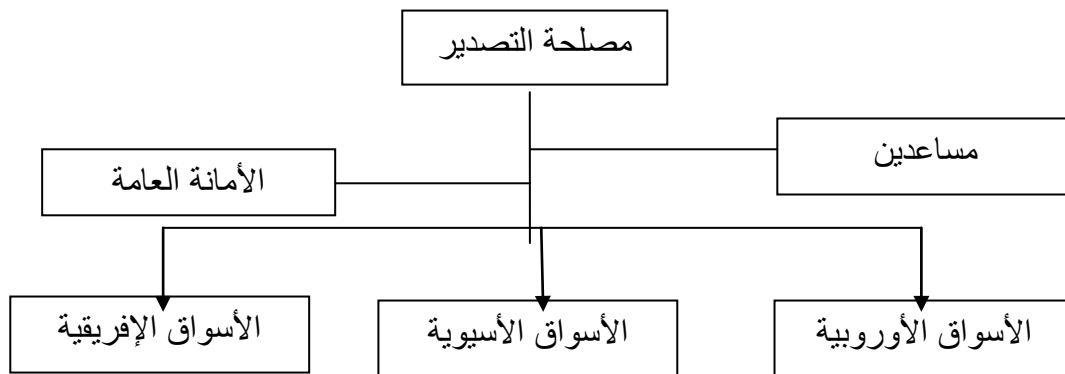 مصلحة التصدير
مساعدين
الأمانة العامة
الأسواق الأوروبية
الأسواق الأسيوية
الأسواق الإفريقية